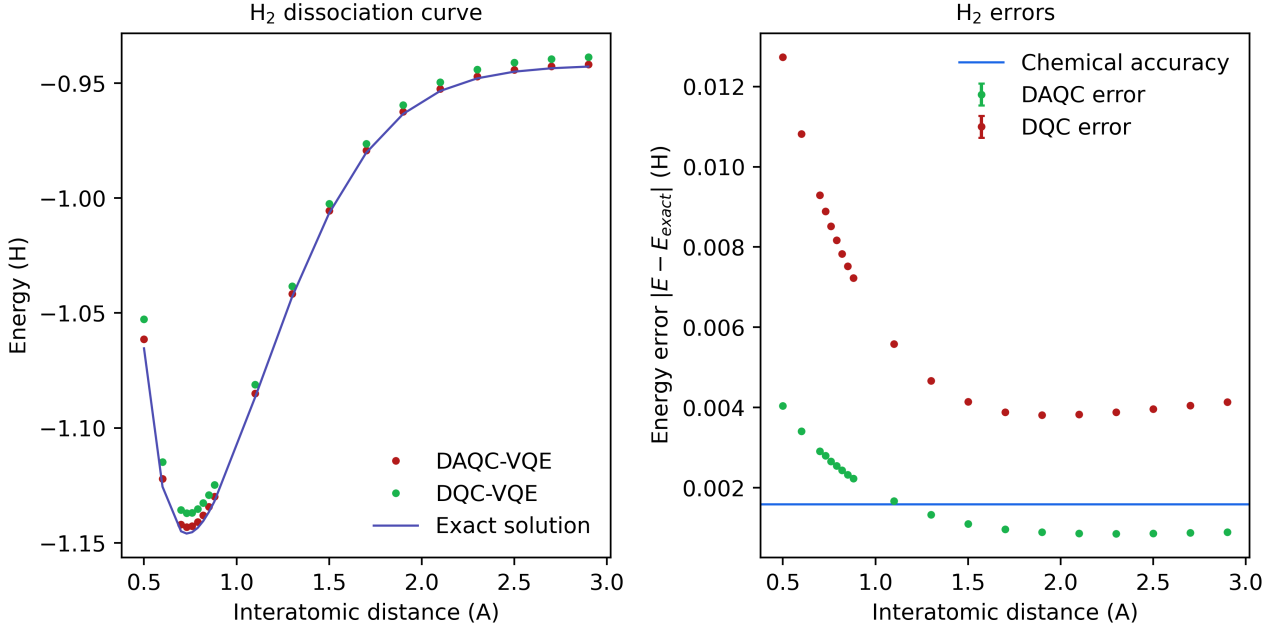 H₂ dissociation curve
Energy (H)
−0.95
−1.00
−1.05
−1.10
−1.15
0.5 1.0 1.5 2.0 2.5 3.0
Interatomic distance (A)
DAQC-VQE
DQC-VQE
Exact solution
H₂ errors
Energy error |E − E_exact| (H)
0.012
0.010
0.008
0.006
0.004
0.002
0.5 1.0 1.5 2.0 2.5 3.0
Interatomic distance (A)
Chemical accuracy
DAQC error
DQC error